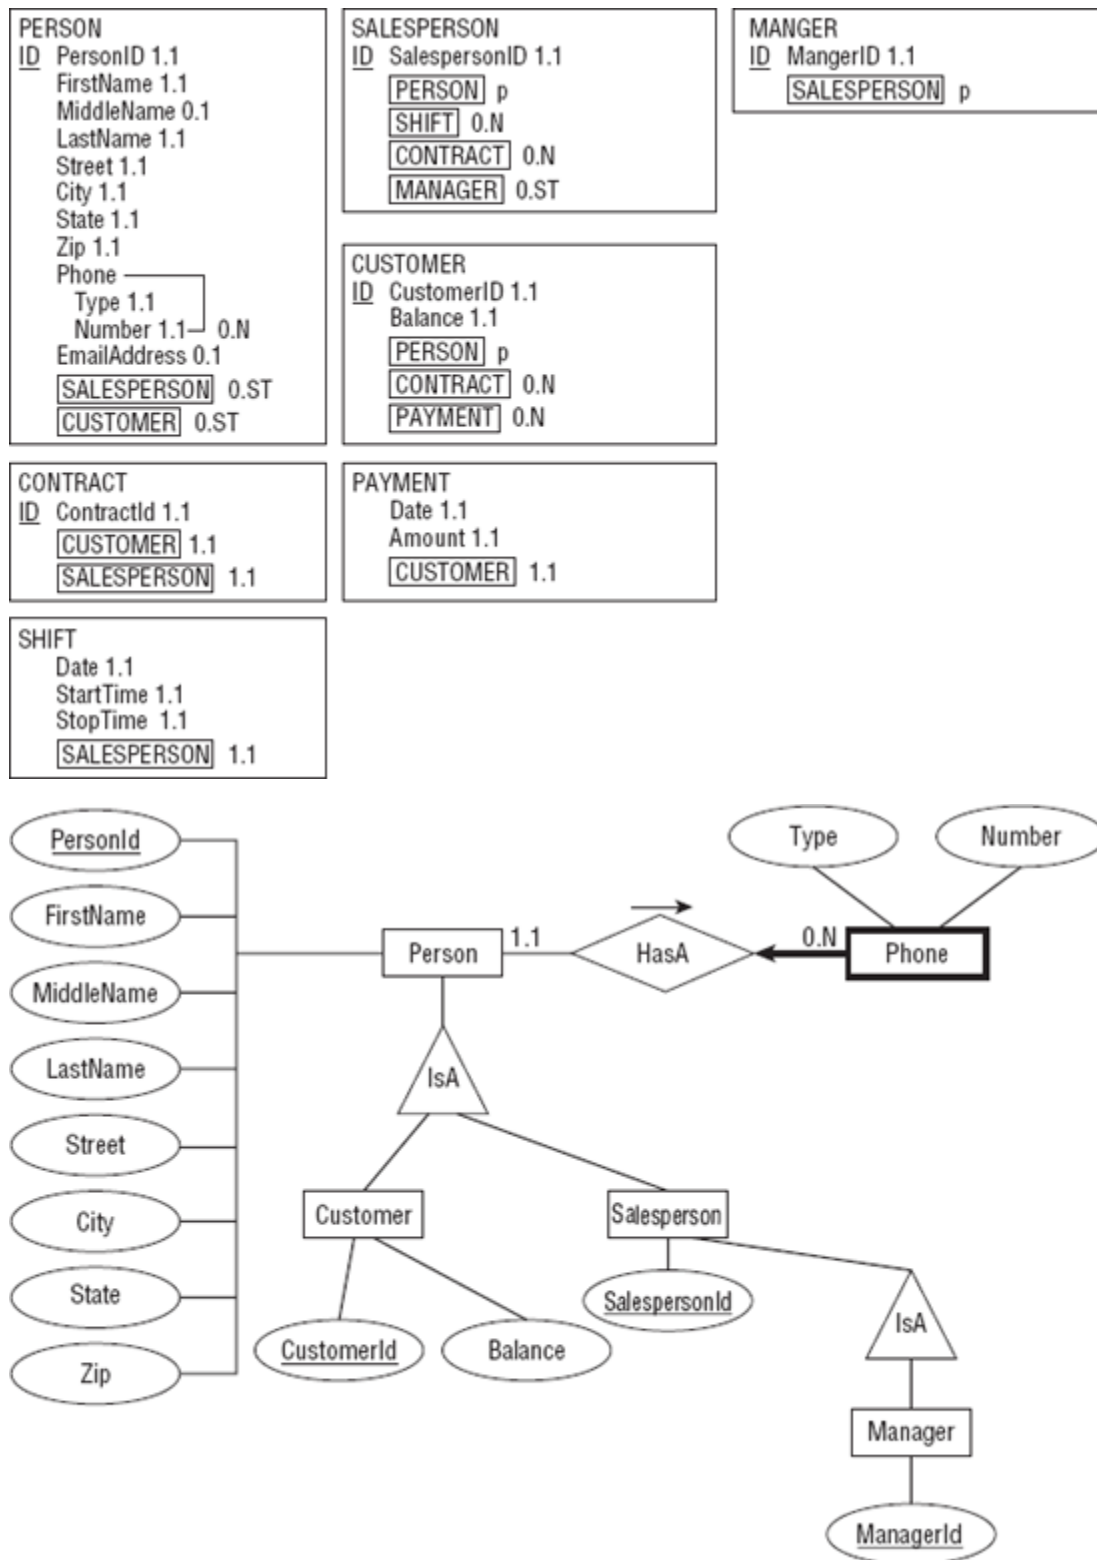 PERSON
ID PersonID 1.1
FirstName 1.1
MiddleName 0.1
LastName 1.1
Street 1.1
City 1.1
State 1.1
Zip 1.1
Phone
Type 1.1
Number 1.1 0.N
EmailAddress 0.1
SALESPERSON 0.ST
CUSTOMER 0.ST
SALESPERSON
ID SalespersonID 1.1
PERSON p
SHIFT 0.N
CONTRACT 0.N
MANAGER 0.ST
MANGER
ID MangerID 1.1
SALESPERSON p
CUSTOMER
ID CustomerID 1.1
Balance 1.1
PERSON p
CONTRACT 0.N
PAYMENT 0.N
CONTRACT
ID ContractId 1.1
CUSTOMER 1.1
SALESPERSON 1.1
PAYMENT
Date 1.1
Amount 1.1
CUSTOMER 1.1
SHIFT
Date 1.1
StartTime 1.1
StopTime 1.1
SALESPERSON 1.1
PersonId
FirstName
MiddleName
LastName
Street
City
State
Zip
Person
1.1
HasA
0.N
Phone
Type
Number
IsA
Customer
Salesperson
CustomerId
Balance
SalespersonId
IsA
Manager
ManagerId